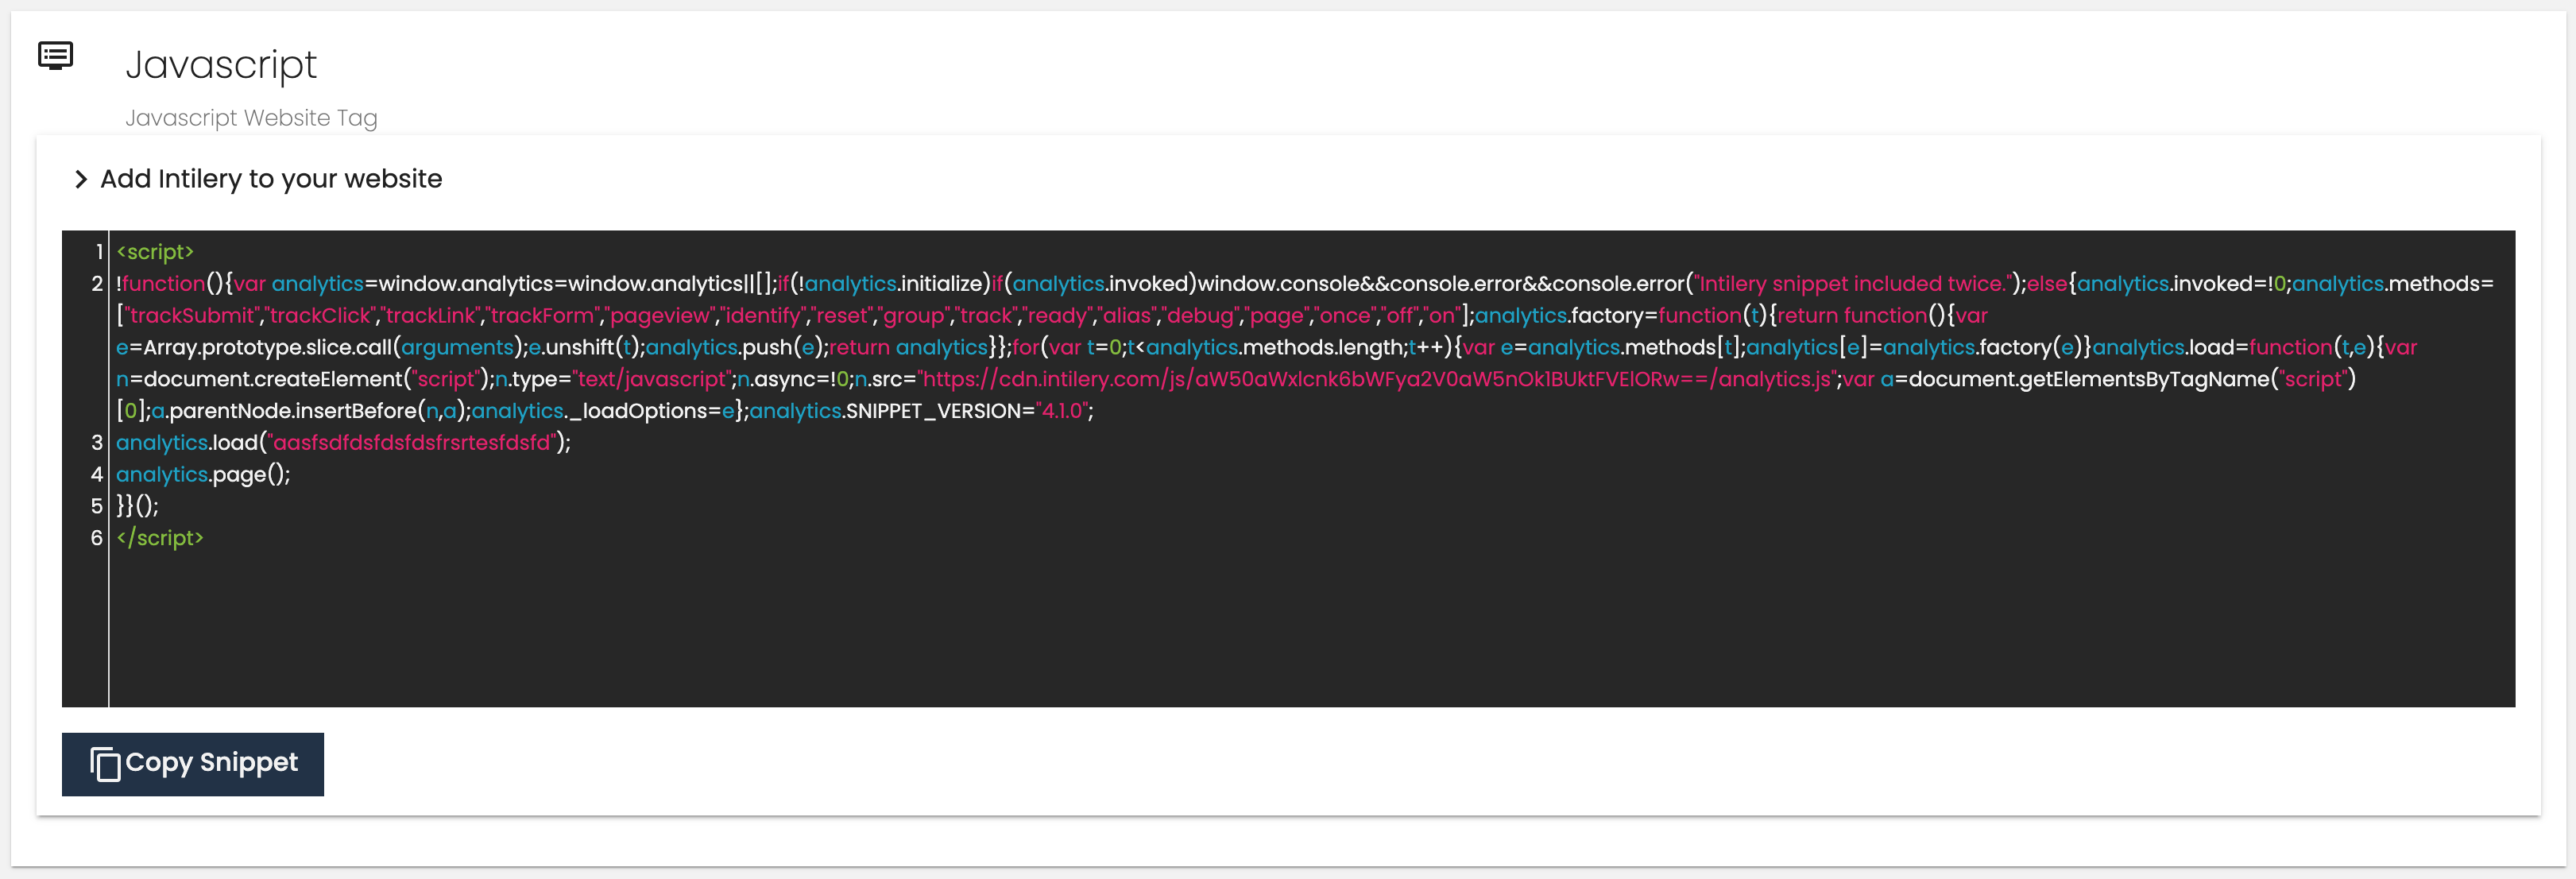 Javascript
Javascript Website Tag
Add Intilery to your website
1 <script>
2 !function(){var analytics=window.analytics=window.analytics||[];if(!analytics.initialize)if(analytics.invoked)window.console&&console.error&&console.error("Intilery snippet included twice.");else{analytics.invoked=!0;analytics.methods=
["trackSubmit","trackClick","trackLink","trackForm","pageview","identify","reset","group","track","ready","alias","debug","page","once","off","on"];analytics.factory=function(t){return function(){var
e=Array.prototype.slice.call(arguments);e.unshift(t);analytics.push(e);return analytics}};for(var t=0;t<analytics.methods.length;t++){var e=analytics.methods[t];analytics[e]=analytics.factory(e)}analytics.load=function(t,e){var
n=document.createElement("script");n.type="text/javascript";n.async=!0;n.src="https://cdn.intilery.com/js/aW50aWxlcnk6bWFya2V0aW5nOk1BUktFVElORw==/analytics.js";var a=document.getElementsByTagName("script")
[0];a.parentNode.insertBefore(n,a);analytics._loadOptions=e};analytics.SNIPPET_VERSION="4.1.0";
3 analytics.load("aasfsdfdsfdsfdsfrsrtesfdsfd");
4 analytics.page();
5 }}();
6 </script>
Copy Snippet